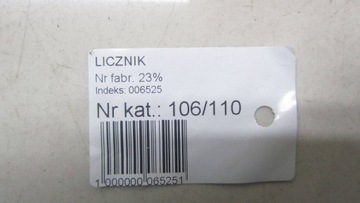 LICZNIK
Nr fabr. 23%
Indeks: 006525
Nr kat.: 106/110
1 000000 065251